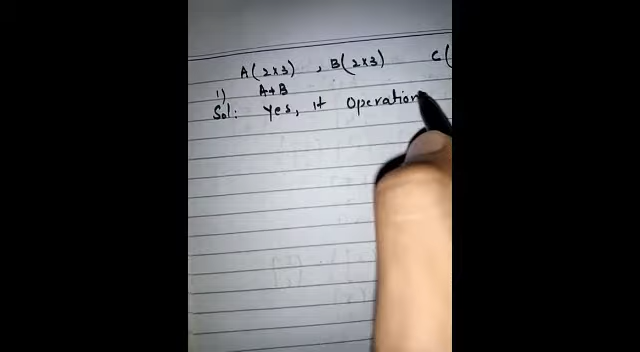 A(2x3) , B(2x3) C(
1) A+B
Sol: Yes, it Operation